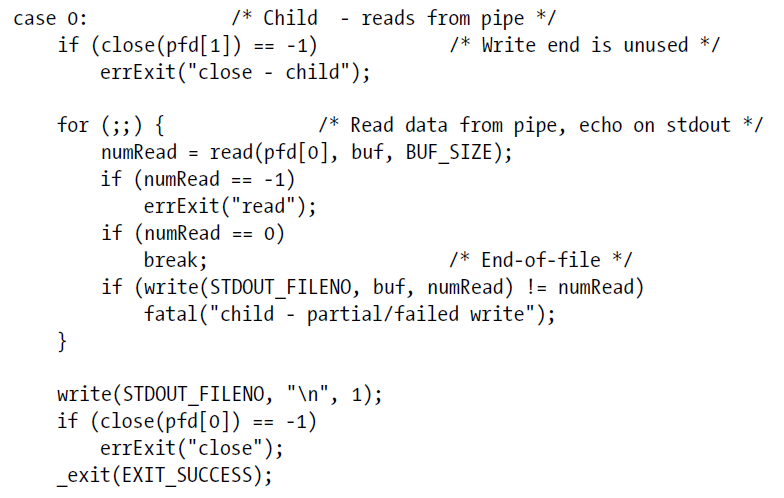 case 0:             /* Child  - reads from pipe */
    if (close(pfd[1]) == -1)            /* Write end is unused */
        errExit("close - child");

    for (;;) {              /* Read data from pipe, echo on stdout */
        numRead = read(pfd[0], buf, BUF_SIZE);
        if (numRead == -1)
            errExit("read");
        if (numRead == 0)
            break;                      /* End-of-file */
        if (write(STDOUT_FILENO, buf, numRead) != numRead)
            fatal("child - partial/failed write");
    }

    write(STDOUT_FILENO, "\n", 1);
    if (close(pfd[0]) == -1)
        errExit("close");
    _exit(EXIT_SUCCESS);